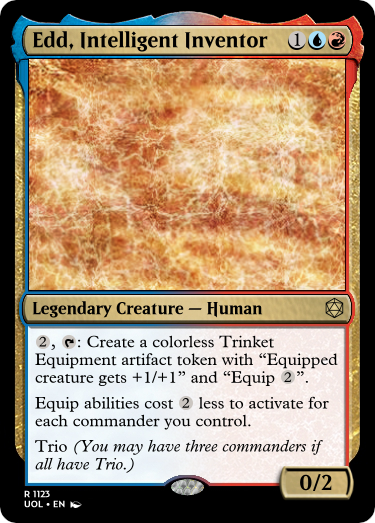 Edd, Intelligent Inventor 1
Legendary Creature — Human
2, : Create a colorless Trinket
Equipment artifact token with “Equipped
creature gets +1/+1” and “Equip 2”.
Equip abilities cost 2 less to activate for
each commander you control.
Trio (You may have three commanders if
all have Trio.)
0/2
R 1123
UOL • EN